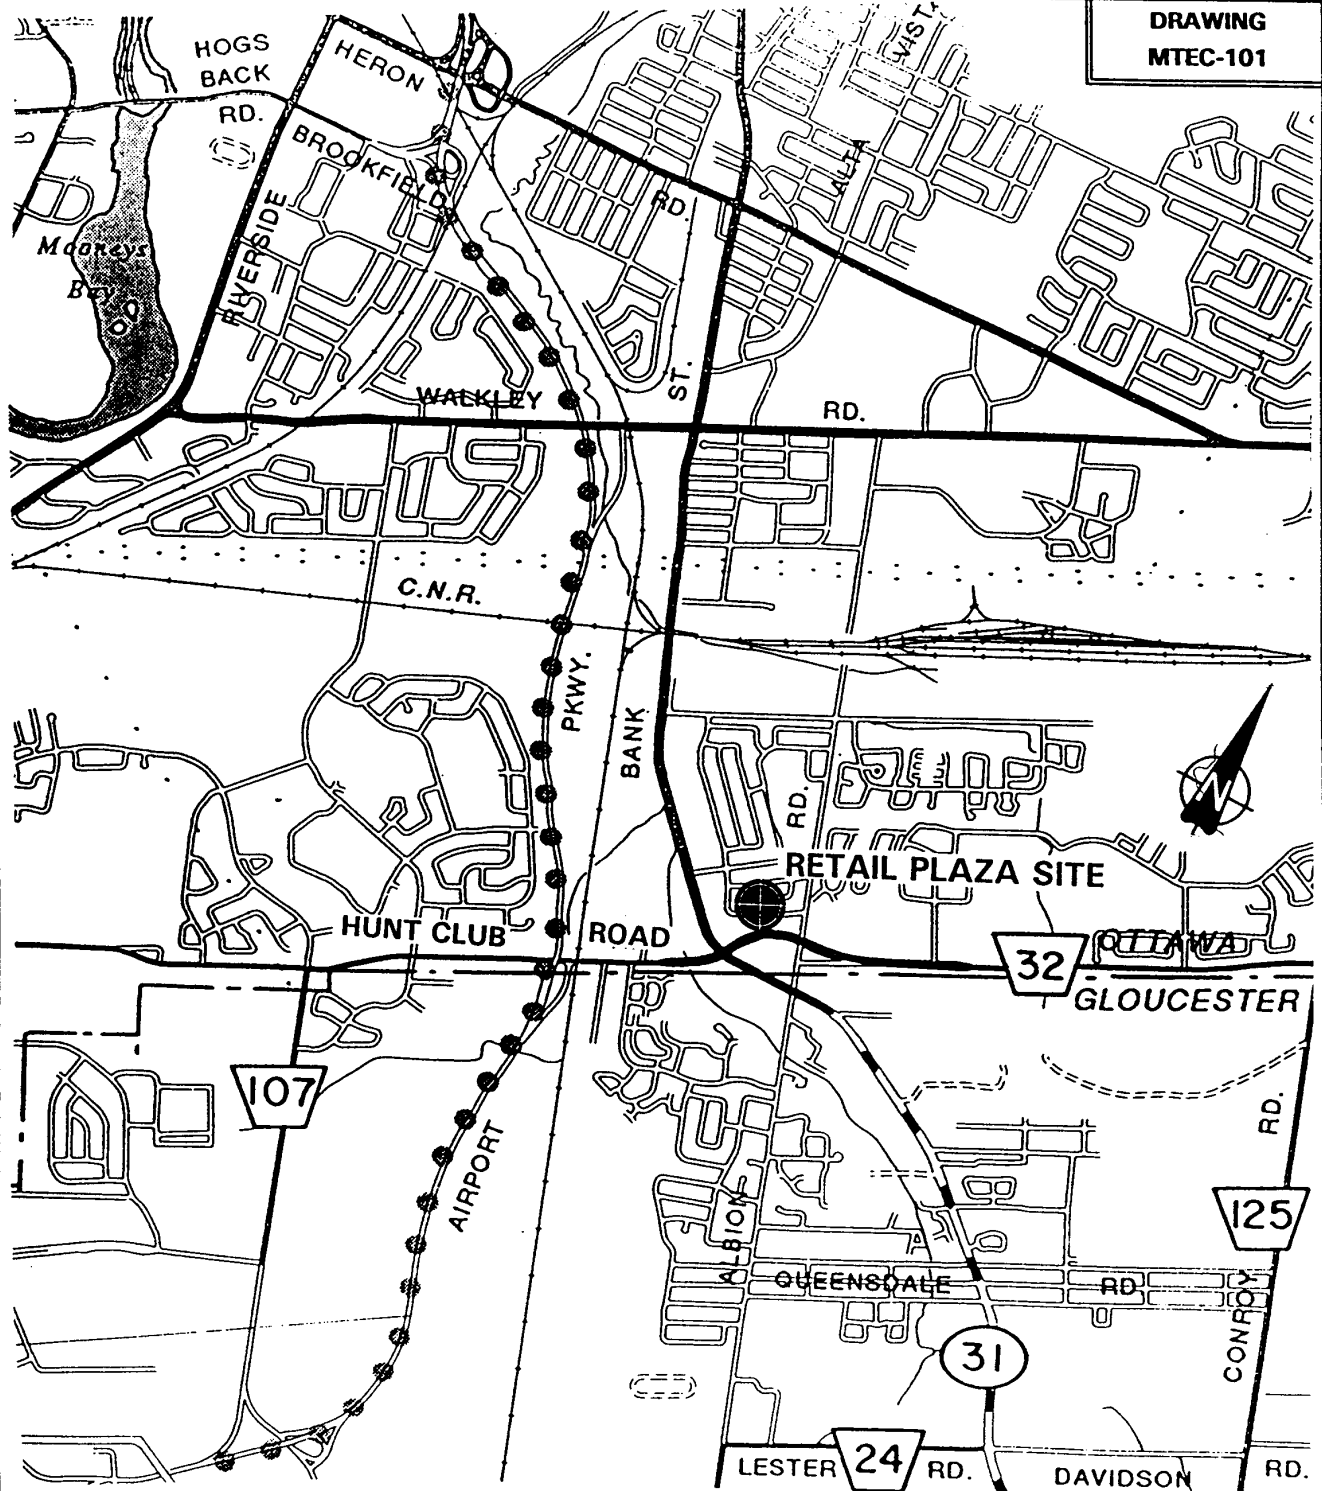 DRAWING
MTEC-101
HOGS
BACK
RD.
HERON
VISTA
BROOKFIELD
ALTA
RD.
Mooneys
Bay
RIVERSIDE
ST.
WALKLEY
RD.
C.N.R.
PKWY.
BANK
N
RD.
RETAIL PLAZA SITE
HUNT CLUB
ROAD
32
OTTAWA
GLOUCESTER
107
RD.
AIRPORT
125
ALBION
QUEENSDALE
RD
CONROY
31
LESTER
24
RD.
DAVIDSON
RD.